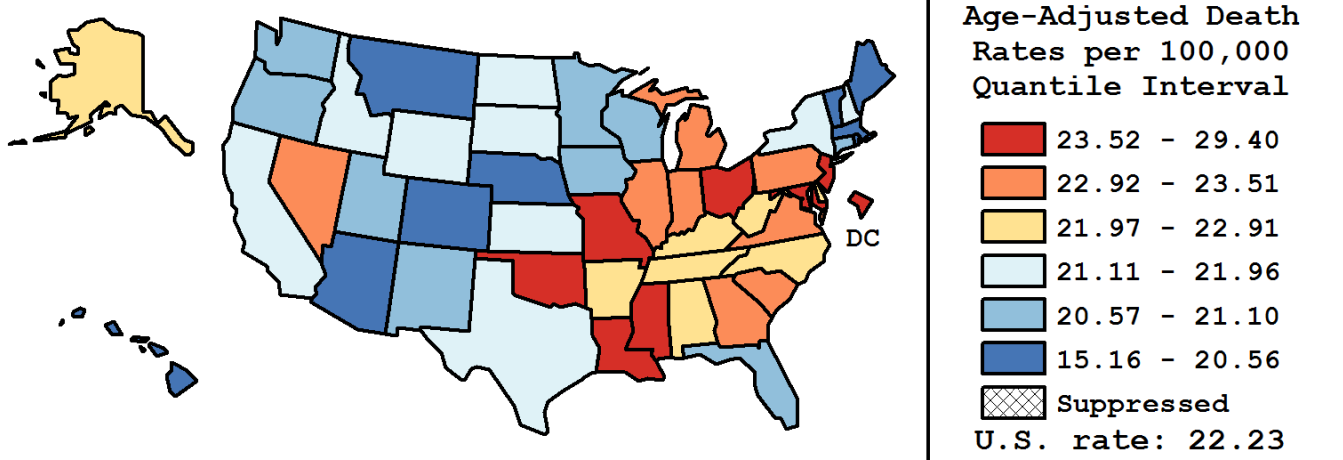 Age-Adjusted Death
Rates per 100,000
Quantile Interval
23.52 - 29.40
22.92 - 23.51
21.97 - 22.91
21.11 - 21.96
20.57 - 21.10
15.16 - 20.56
Suppressed
U.S. rate: 22.23
DC